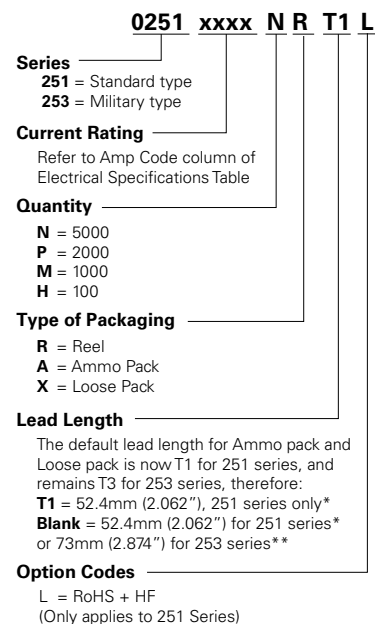 0251 xxxx N R T1 L
Series
251 = Standard type
253 = Military type
Current Rating
Refer to Amp Code column of
Electrical Specifications Table
Quantity
N = 5000
P = 2000
M = 1000
H = 100
Type of Packaging
R = Reel
A = Ammo Pack
X = Loose Pack
Lead Length
The default lead length for Ammo pack and
Loose pack is now T1 for 251 series, and
remains T3 for 253 series, therefore:
T1 = 52.4mm (2.062”), 251 series only*
Blank = 52.4mm (2.062”) for 251 series*
or 73mm (2.874”) for 253 series**
Option Codes
L = RoHS + HF
(Only applies to 251 Series)